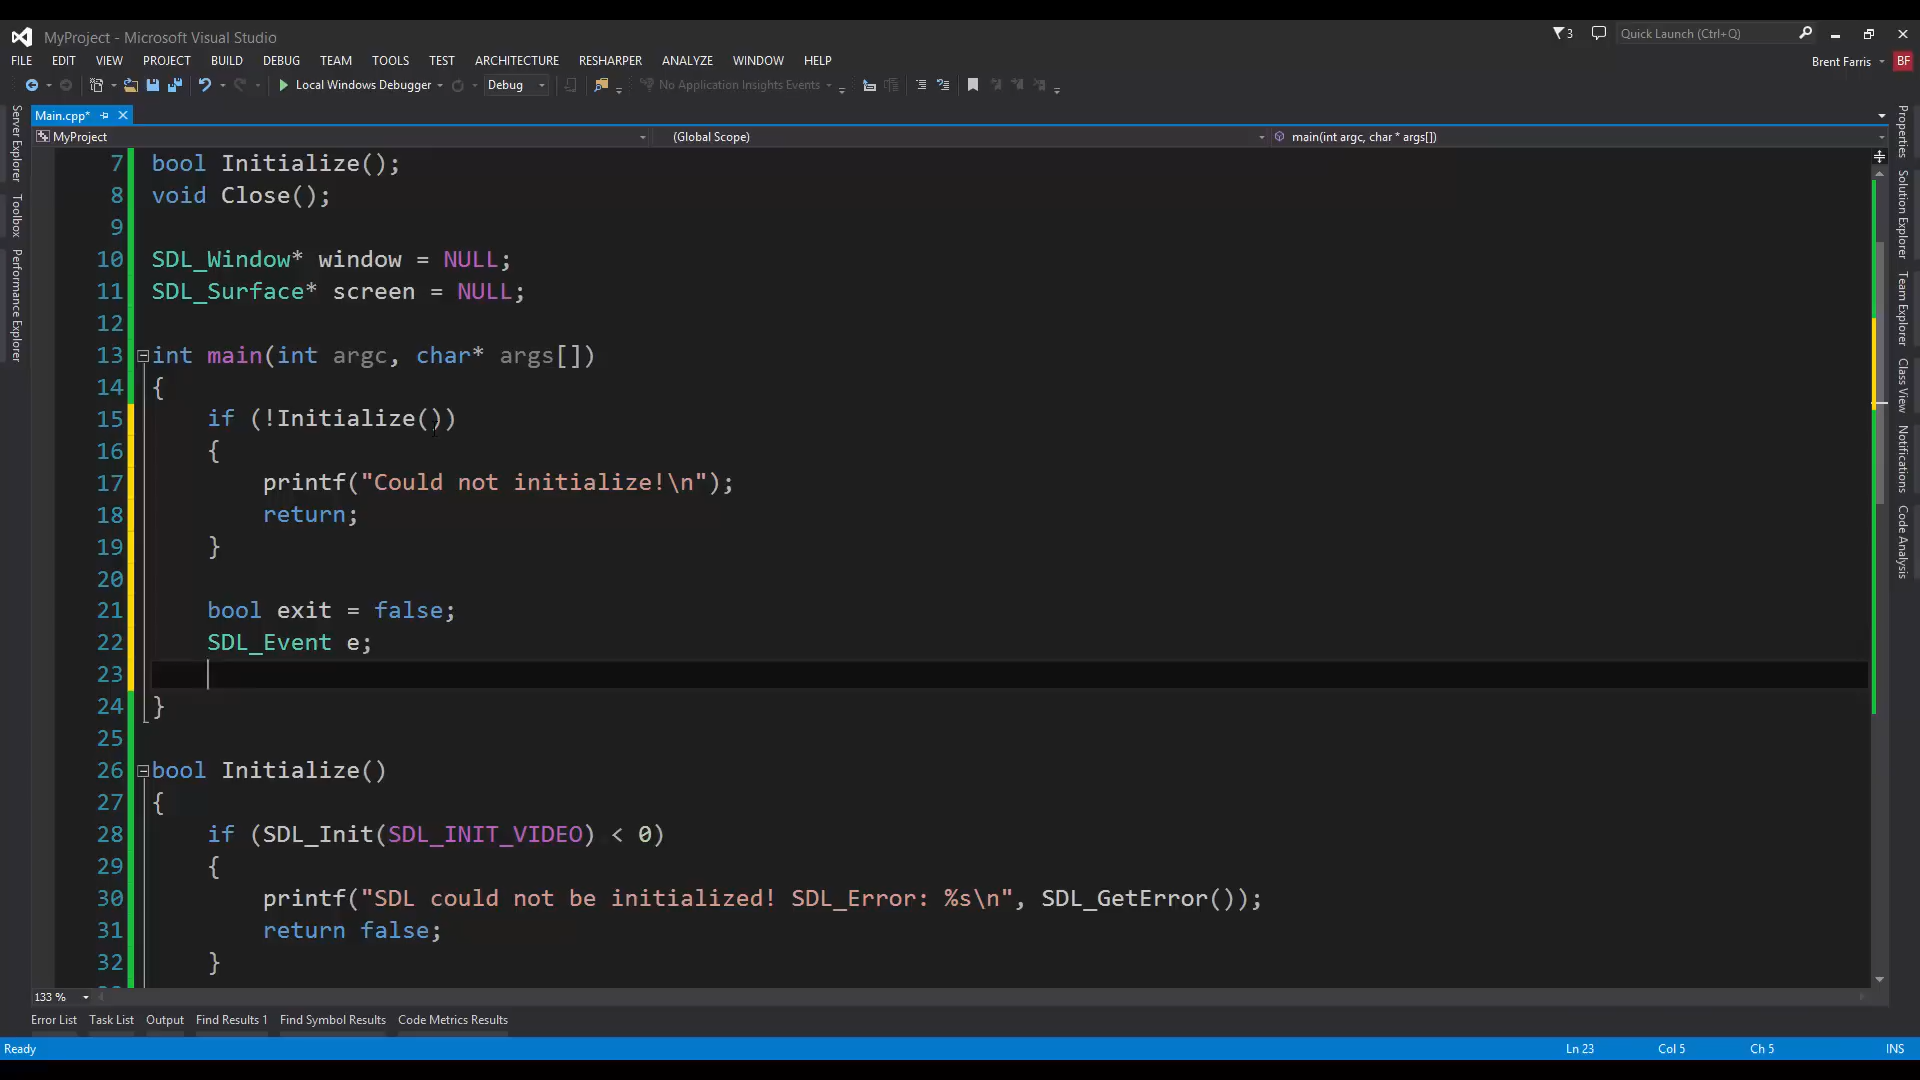 MyProject - Microsoft Visual Studio
3
Quick Launch (Ctrl+Q)
FILE EDIT VIEW PROJECT BUILD DEBUG TEAM TOOLS TEST ARCHITECTURE RESHARPER ANALYZE WINDOW HELP
Brent Farris BF
Local Windows Debugger Debug No Application Insights Events
Main.cpp*
MyProject (Global Scope) main(int argc, char * args[])
Server Explorer
Toolbox
Performance Explorer
7 bool Initialize();
8 void Close();
9
10 SDL_Window* window = NULL;
11 SDL_Surface* screen = NULL;
12
13 int main(int argc, char* args[])
14 {
15 if (!Initialize())
16 {
17 printf("Could not initialize!\n");
18 return;
19 }
20
21 bool exit = false;
22 SDL_Event e;
23
24 }
25
26 bool Initialize()
27 {
28 if (SDL_Init(SDL_INIT_VIDEO) < 0)
29 {
30 printf("SDL could not be initialized! SDL_Error: %s\n", SDL_GetError());
31 return false;
32 }
Properties
Solution Explorer
Team Explorer
Class View
Notifications
Code Analysis
133 %
Error List Task List Output Find Results 1 Find Symbol Results Code Metrics Results
Ready Ln 23 Col 5 Ch 5 INS